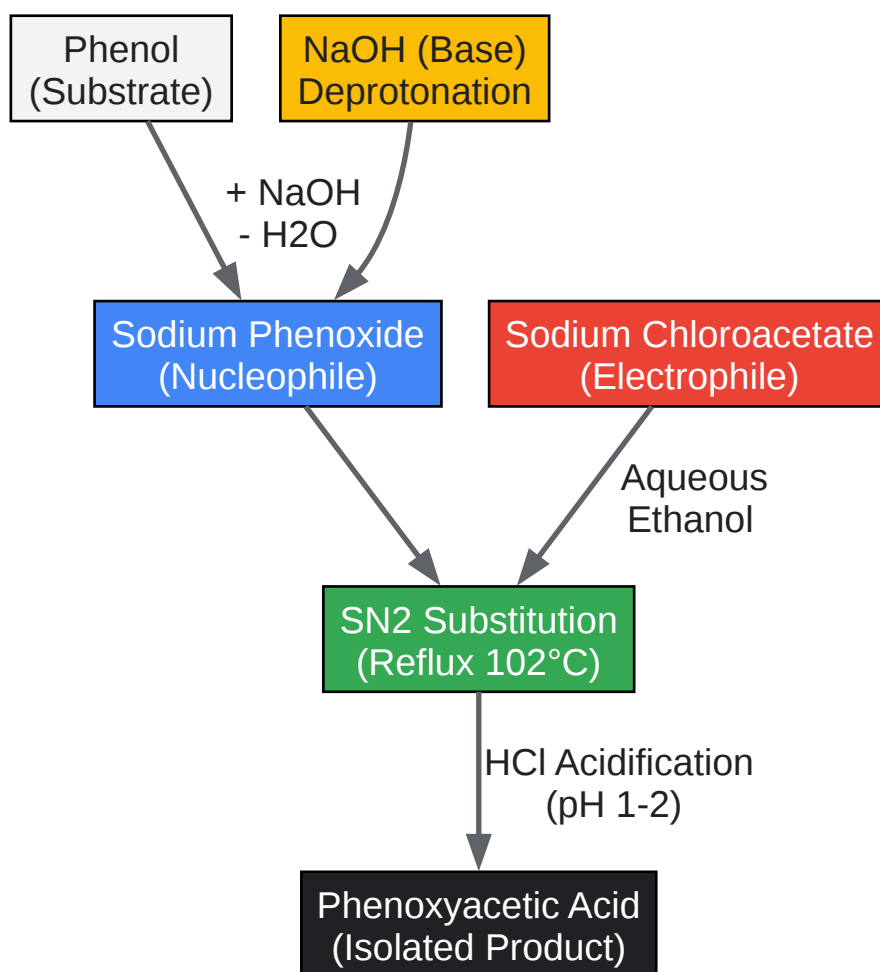 Phenol
(Substrate)
NaOH (Base)
Deprotonation
+ NaOH
- H2O
Sodium Phenoxide
(Nucleophile)
Sodium Chloroacetate
(Electrophile)
Aqueous
Ethanol
SN2 Substitution
(Reflux 102°C)
HCl Acidification
(pH 1-2)
Phenoxyacetic Acid
(Isolated Product)